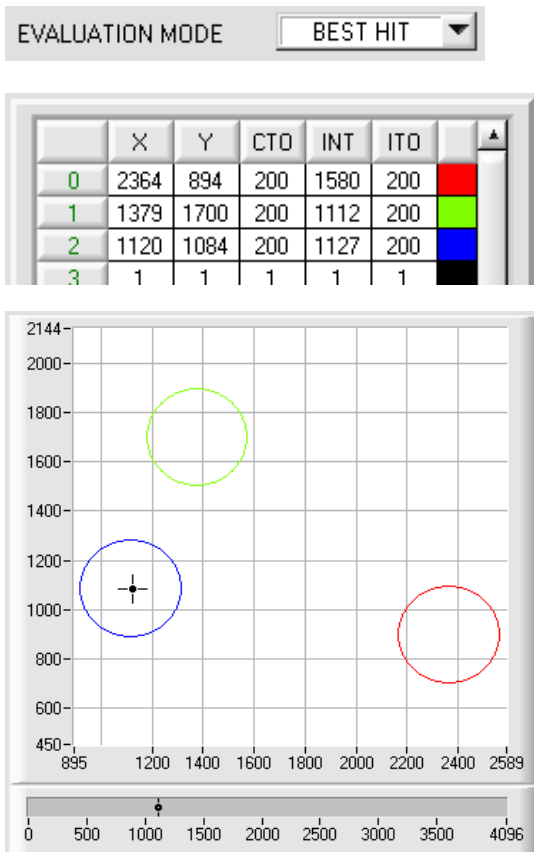 EVALUATION MODE BEST HIT
X Y CTO INT ITO
0 2364 894 200 1580 200
1 1379 1700 200 1112 200
2 1120 1084 200 1127 200
3 1 1 1 1 1
2144
2000
1800
1600
1400
1200
1000
800
600
450
895 1200 1400 1600 1800 2000 2200 2400 2589
0 500 1000 1500 2000 2500 3000 3500 4096